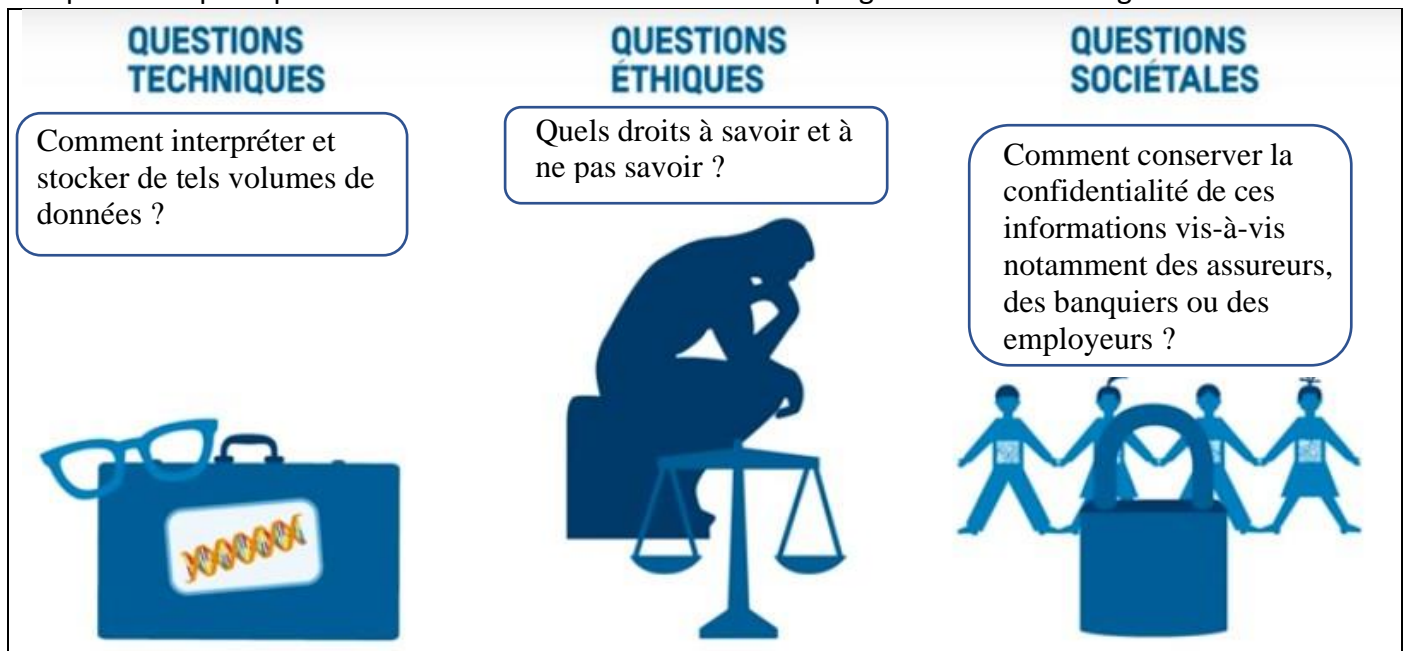 QUESTIONS
TECHNIQUES
Comment interpréter et
stocker de tels volumes de
données ?
QUESTIONS
ÉTHIQUES
Quels droits à savoir et à
ne pas savoir ?
QUESTIONS
SOCIÉTALES
Comment conserver la
confidentialité de ces
informations vis-à-vis
notamment des assureurs,
des banquiers ou des
employeurs ?